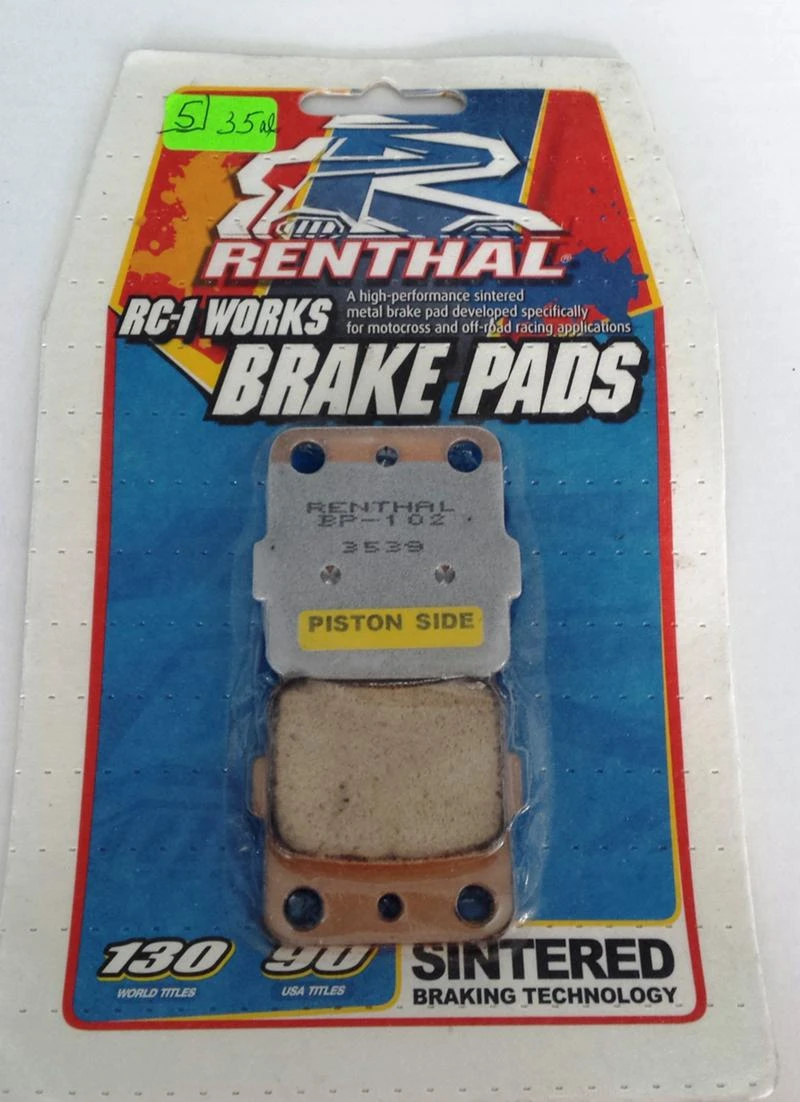 5 35
RENTHAL®
RC-1 WORKS
A high-performance sintered
metal brake pad developed specifically
for motocross and off-road racing applications
BRAKE PADS
RENTHAL
BP-102
3539
PISTON SIDE
130
WORLD TITLES
90
USA TITLES
SINTERED
BRAKING TECHNOLOGY